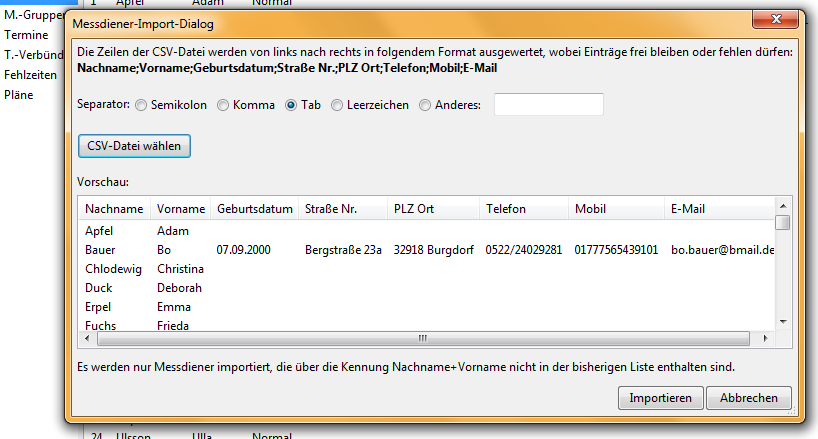 1 Apfel Adam Normal
M.-Gruppen
Messdiener-Import-Dialog
Termine
T.-Verbünd
Fehlzeiten
Pläne
Die Zeilen der CSV-Datei werden von links nach rechts in folgendem Format ausgewertet, wobei Einträge frei bleiben oder fehlen dürfen:
Nachname;Vorname;Geburtsdatum;Straße Nr.;PLZ Ort;Telefon;Mobil;E-Mail
Separator: Semikolon Komma Tab Leerzeichen Anderes:
CSV-Datei wählen
Vorschau:
Nachname Vorname Geburtsdatum Straße Nr. PLZ Ort Telefon Mobil E-Mail
Apfel Adam
Bauer Bo 07.09.2000 Bergstraße 23a 32918 Burgdorf 0522/24029281 01777565439101 bo.bauer@bmail.de
Chlodewig Christina
Duck Deborah
Erpel Emma
Fuchs Frieda
Es werden nur Messdiener importiert, die über die Kennung Nachname+Vorname nicht in der bisherigen Liste enthalten sind.
Importieren Abbrechen
24 Ulsson Ulla Normal